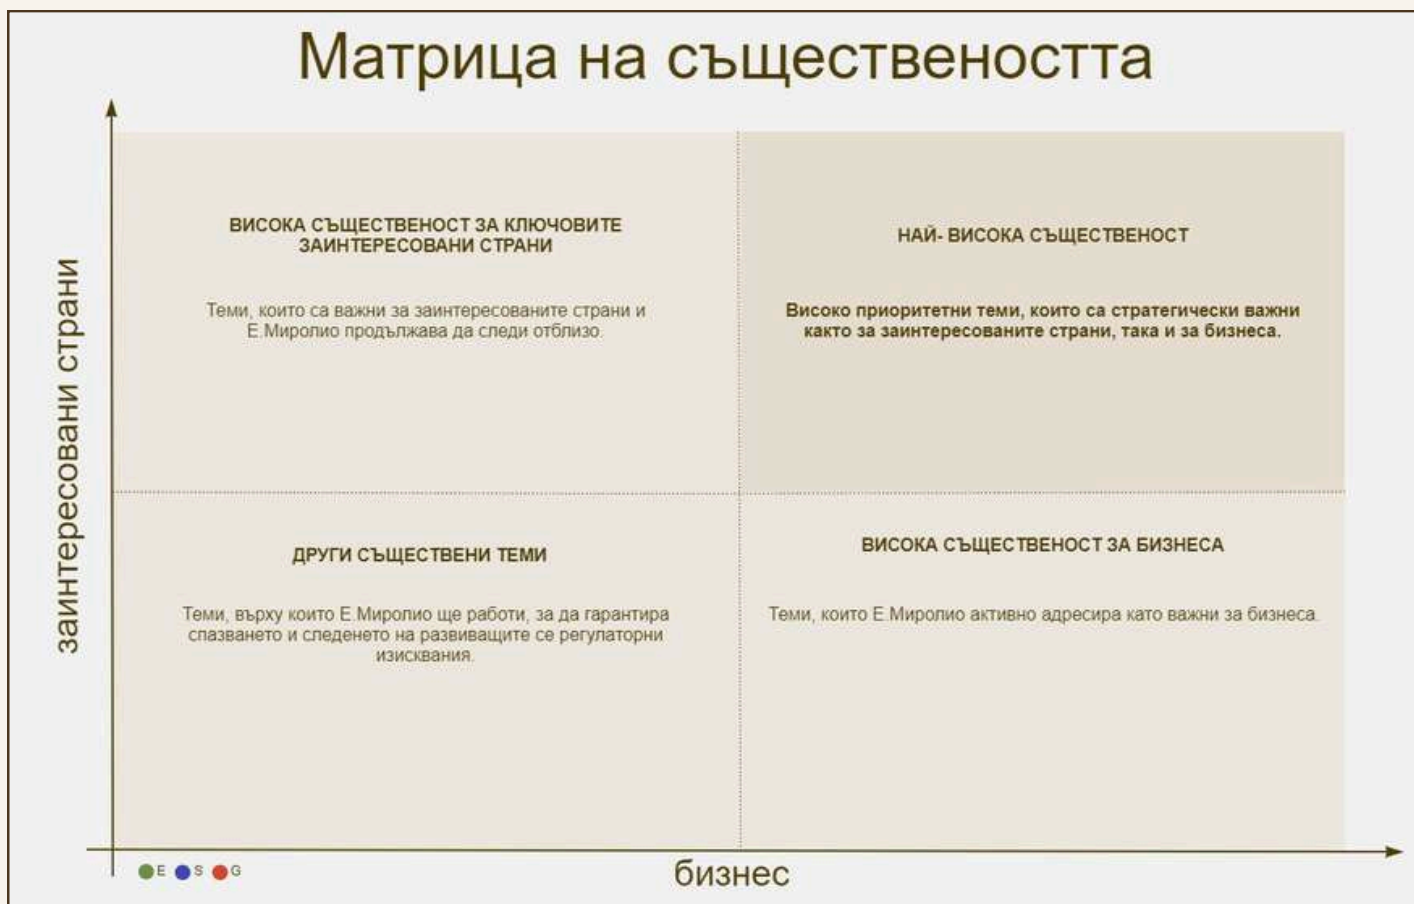 Матрица на съществеността
заинтересовани страни
ВИСОКА СЪЩЕСТВЕНОСТ ЗА КЛЮЧОВИТЕ
ЗАИНТЕРЕСОВАНИ СТРАНИ
Теми, които са важни за заинтересованите страни и
Е.Миролио продължава да следи отблизо.
НАЙ- ВИСОКА СЪЩЕСТВЕНОСТ
Високо приоритетни теми, които са стратегически важни
както за заинтересованите страни, така и за бизнеса.
ДРУГИ СЪЩЕСТВЕНИ ТЕМИ
Теми, върху които Е.Миролио ще работи, за да гарантира
спазването и следенето на развиващите се регулаторни
изисквания.
ВИСОКА СЪЩЕСТВЕНОСТ ЗА БИЗНЕСА
Теми, които Е.Миролио активно адресира като важни за бизнеса.
E S G
бизнес